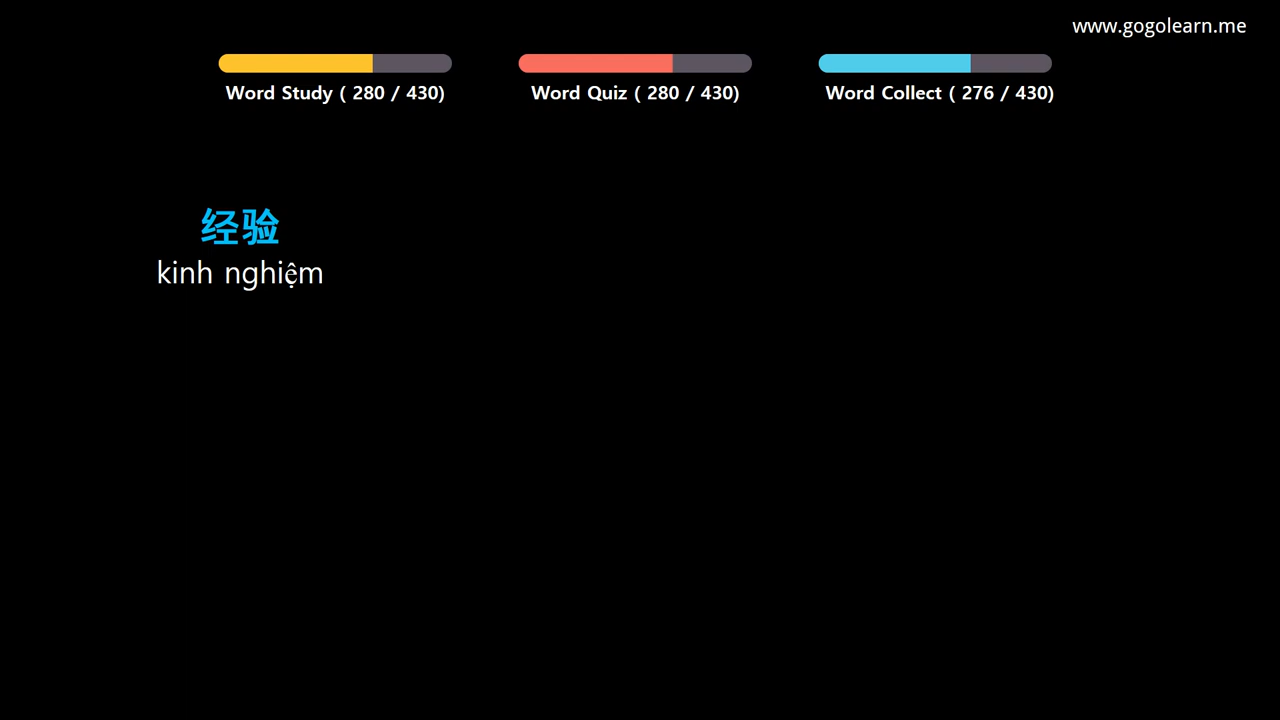 www.gogolearn.me
Word Study ( 280 / 430)
Word Quiz ( 280 / 430)
Word Collect ( 276 / 430)
经验
kinh nghiệm